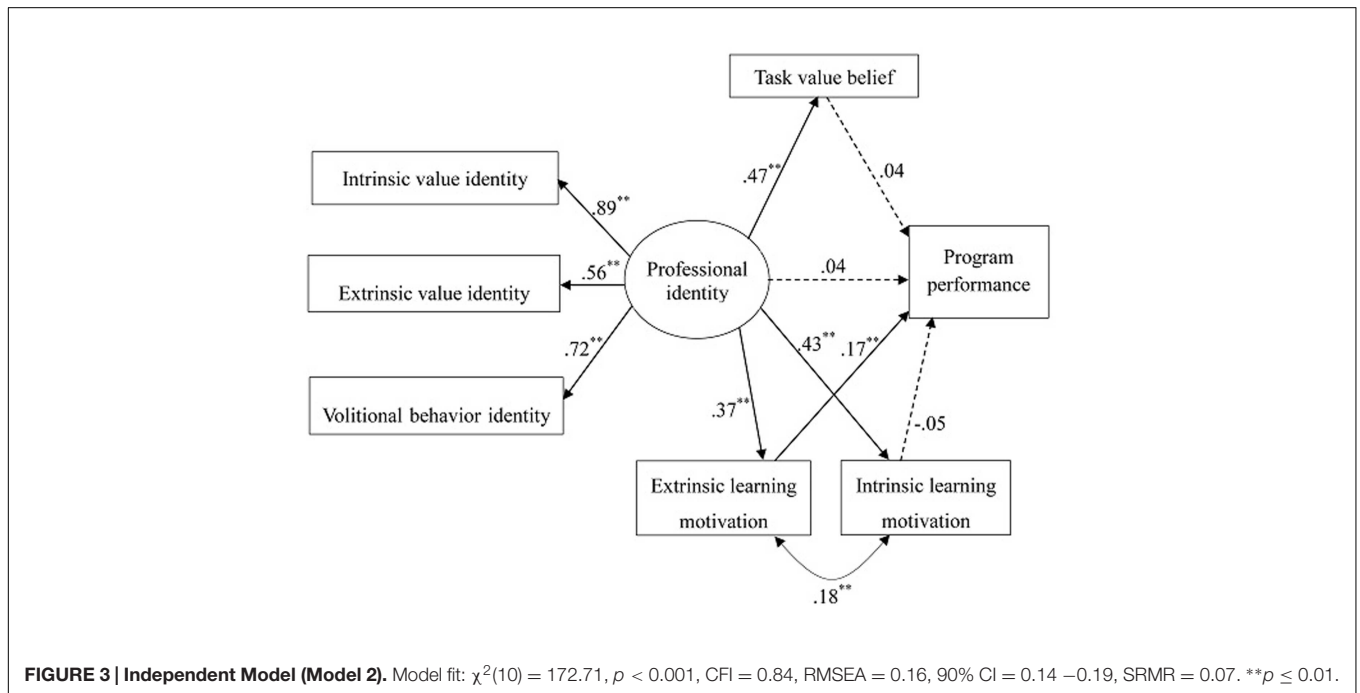 Task value belief
Intrinsic value identity
.89**
.47**
.04
Extrinsic value identity
.56**
Professional
identity
.04
Program
performance
Volitional behavior identity
.72**
.37**
.43**
.17**
-.05
Extrinsic learning
motivation
Intrinsic learning
motivation
.18**
FIGURE 3 | Independent Model (Model 2). Model fit: χ²(10) = 172.71, p < 0.001, CFI = 0.84, RMSEA = 0.16, 90% CI = 0.14 −0.19, SRMR = 0.07. **p ≤ 0.01.